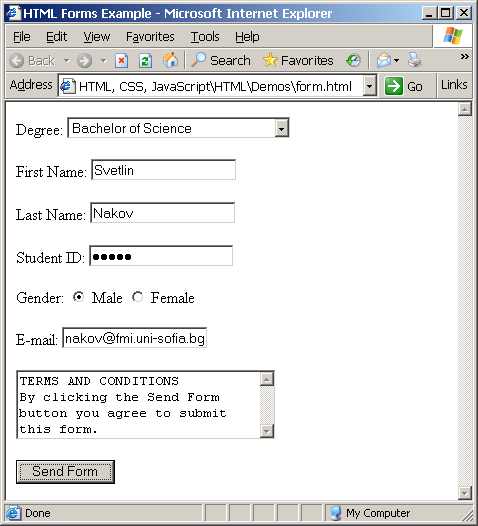 HTML Forms Example - Microsoft Internet Explorer
File Edit View Favorites Tools Help
Back Search Favorites »
Address HTML, CSS, JavaScript\HTML\Demos\form.html Go Links
Degree: Bachelor of Science
First Name: Svetlin
Last Name: Nakov
Student ID: ●●●●●
Gender: Male Female
E-mail: nakov@fmi.uni-sofia.bg
TERMS AND CONDITIONS
By clicking the Send Form
button you agree to submit
this form.
Send Form
Done My Computer